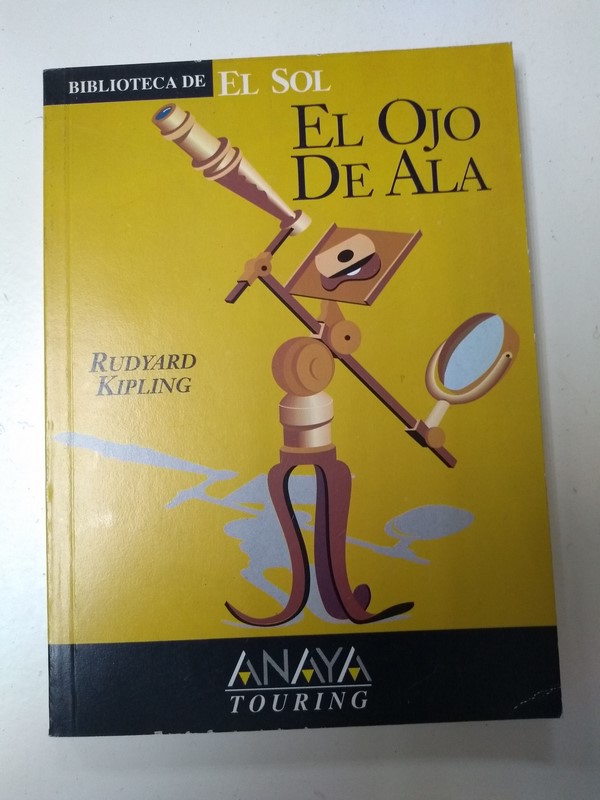 BIBLIOTECA DE EL SOL
EL OJO
DE ALA
RUDYARD
KIPLING
ANAYA
TOURING